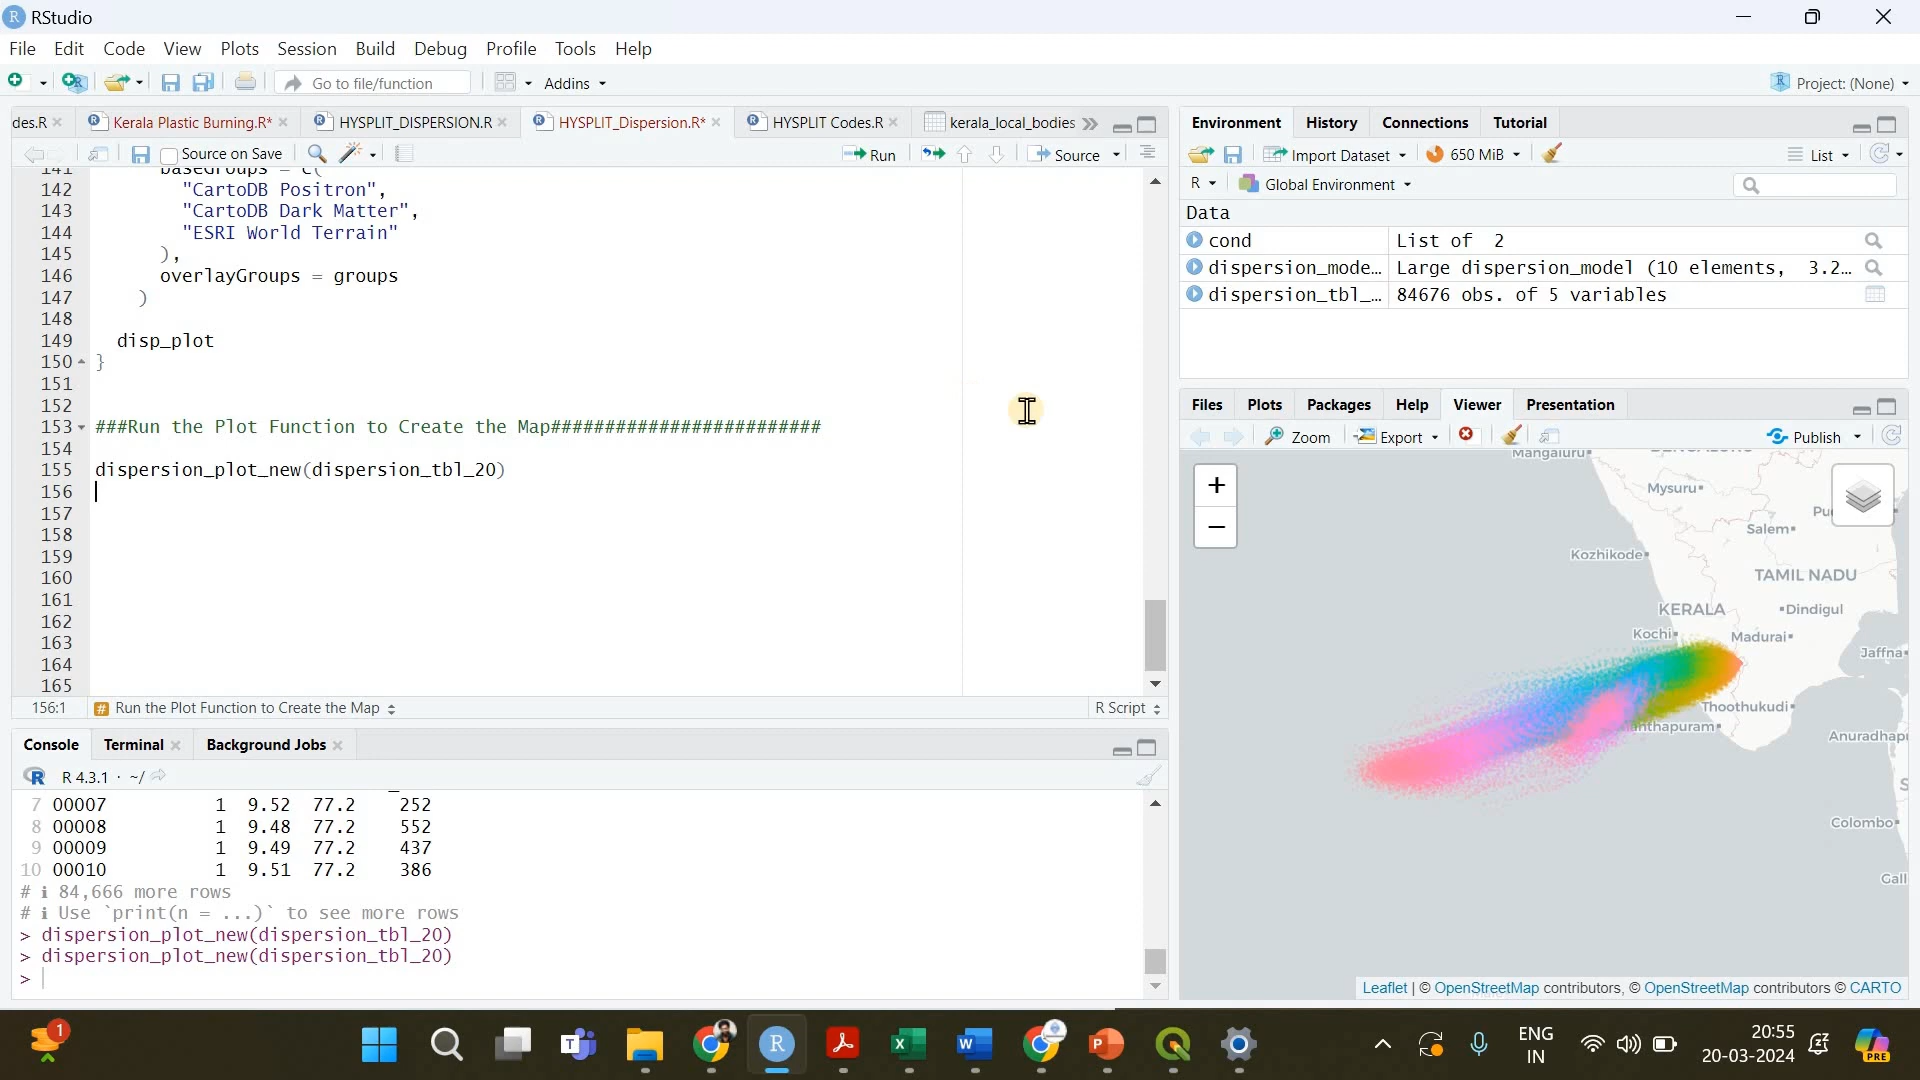 RStudio
File Edit Code View Plots Session Build Debug Profile Tools Help
Go to file/function Addins Project: (None)
des.R Kerala Plastic Burning.R* HYSPLIT_DISPERSION.R HYSPLIT_Dispersion.R* HYSPLIT Codes.R kerala_local_bodies
Source on Save Run Source
141 baseGroups = c(
142 "CartoDB Positron",
143 "CartoDB Dark Matter",
144 "ESRI World Terrain"
145 ),
146 overlayGroups = groups
147 )
148
149 disp_plot
150 }
151
152
153 ###Run the Plot Function to Create the Map#########################
154
155 dispersion_plot_new(dispersion_tbl_20)
156
157
158
159
160
161
162
163
164
165
156:1 # Run the Plot Function to Create the Map R Script
Console Terminal Background Jobs
R 4.3.1 · ~/
7 00007 1 9.52 77.2 252
8 00008 1 9.48 77.2 552
9 00009 1 9.49 77.2 437
10 00010 1 9.51 77.2 386
# i 84,666 more rows
# i Use `print(n = ...)` to see more rows
> dispersion_plot_new(dispersion_tbl_20)
> dispersion_plot_new(dispersion_tbl_20)
>
Environment History Connections Tutorial
Import Dataset 650 MiB List
R Global Environment
Data
cond List of 2
dispersion_mode… Large dispersion_model (10 elements, 3.2…
dispersion_tbl_… 84676 obs. of 5 variables
Files Plots Packages Help Viewer Presentation
Zoom Export Publish
+
−
Mangaluru
Mysuru
Salem
Kozhikode
TAMIL NADU
KERALA Dindigul
Kochi Madurai
Jaffna
Thoothukudi
anthapuram Anuradhap
Colombo
Gall
Leaflet | © OpenStreetMap contributors, © OpenStreetMap contributors © CARTO
1
ENG
IN
20:55
20-03-2024
PRE